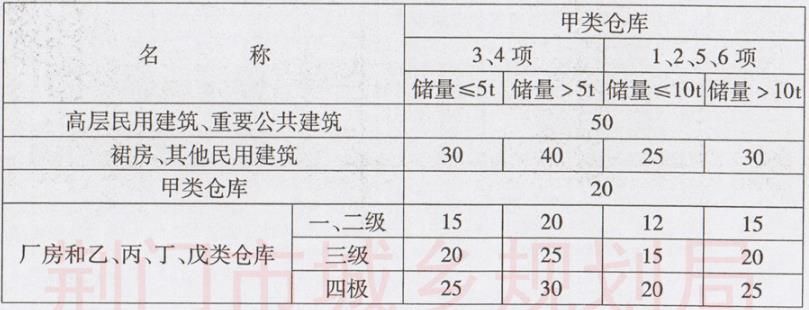 名 称 甲类仓库
3、4 项 1、2、5、6 项
储量≤5t 储量>5t 储量≤10t 储量>10t
高层民用建筑、重要公共建筑 50
裙房、其他民用建筑 30 40 25 30
甲类仓库 20
厂房和乙、丙、丁、戊类仓库 一、二级 15 20 12 15
三级 20 25 15 20
四极 25 30 20 25
荆门市城乡规划局